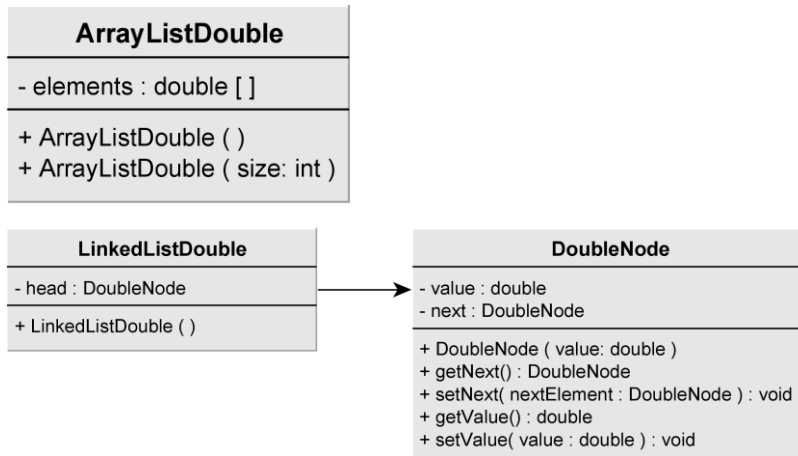 ArrayListDouble
- elements : double [ ]
+ ArrayListDouble ( )
+ ArrayListDouble ( size: int )
LinkedListDouble
- head : DoubleNode
+ LinkedListDouble ( )
DoubleNode
- value : double
- next : DoubleNode
+ DoubleNode ( value: double )
+ getNext() : DoubleNode
+ setNext( nextElement : DoubleNode ) : void
+ getValue() : double
+ setValue( value : double ) : void